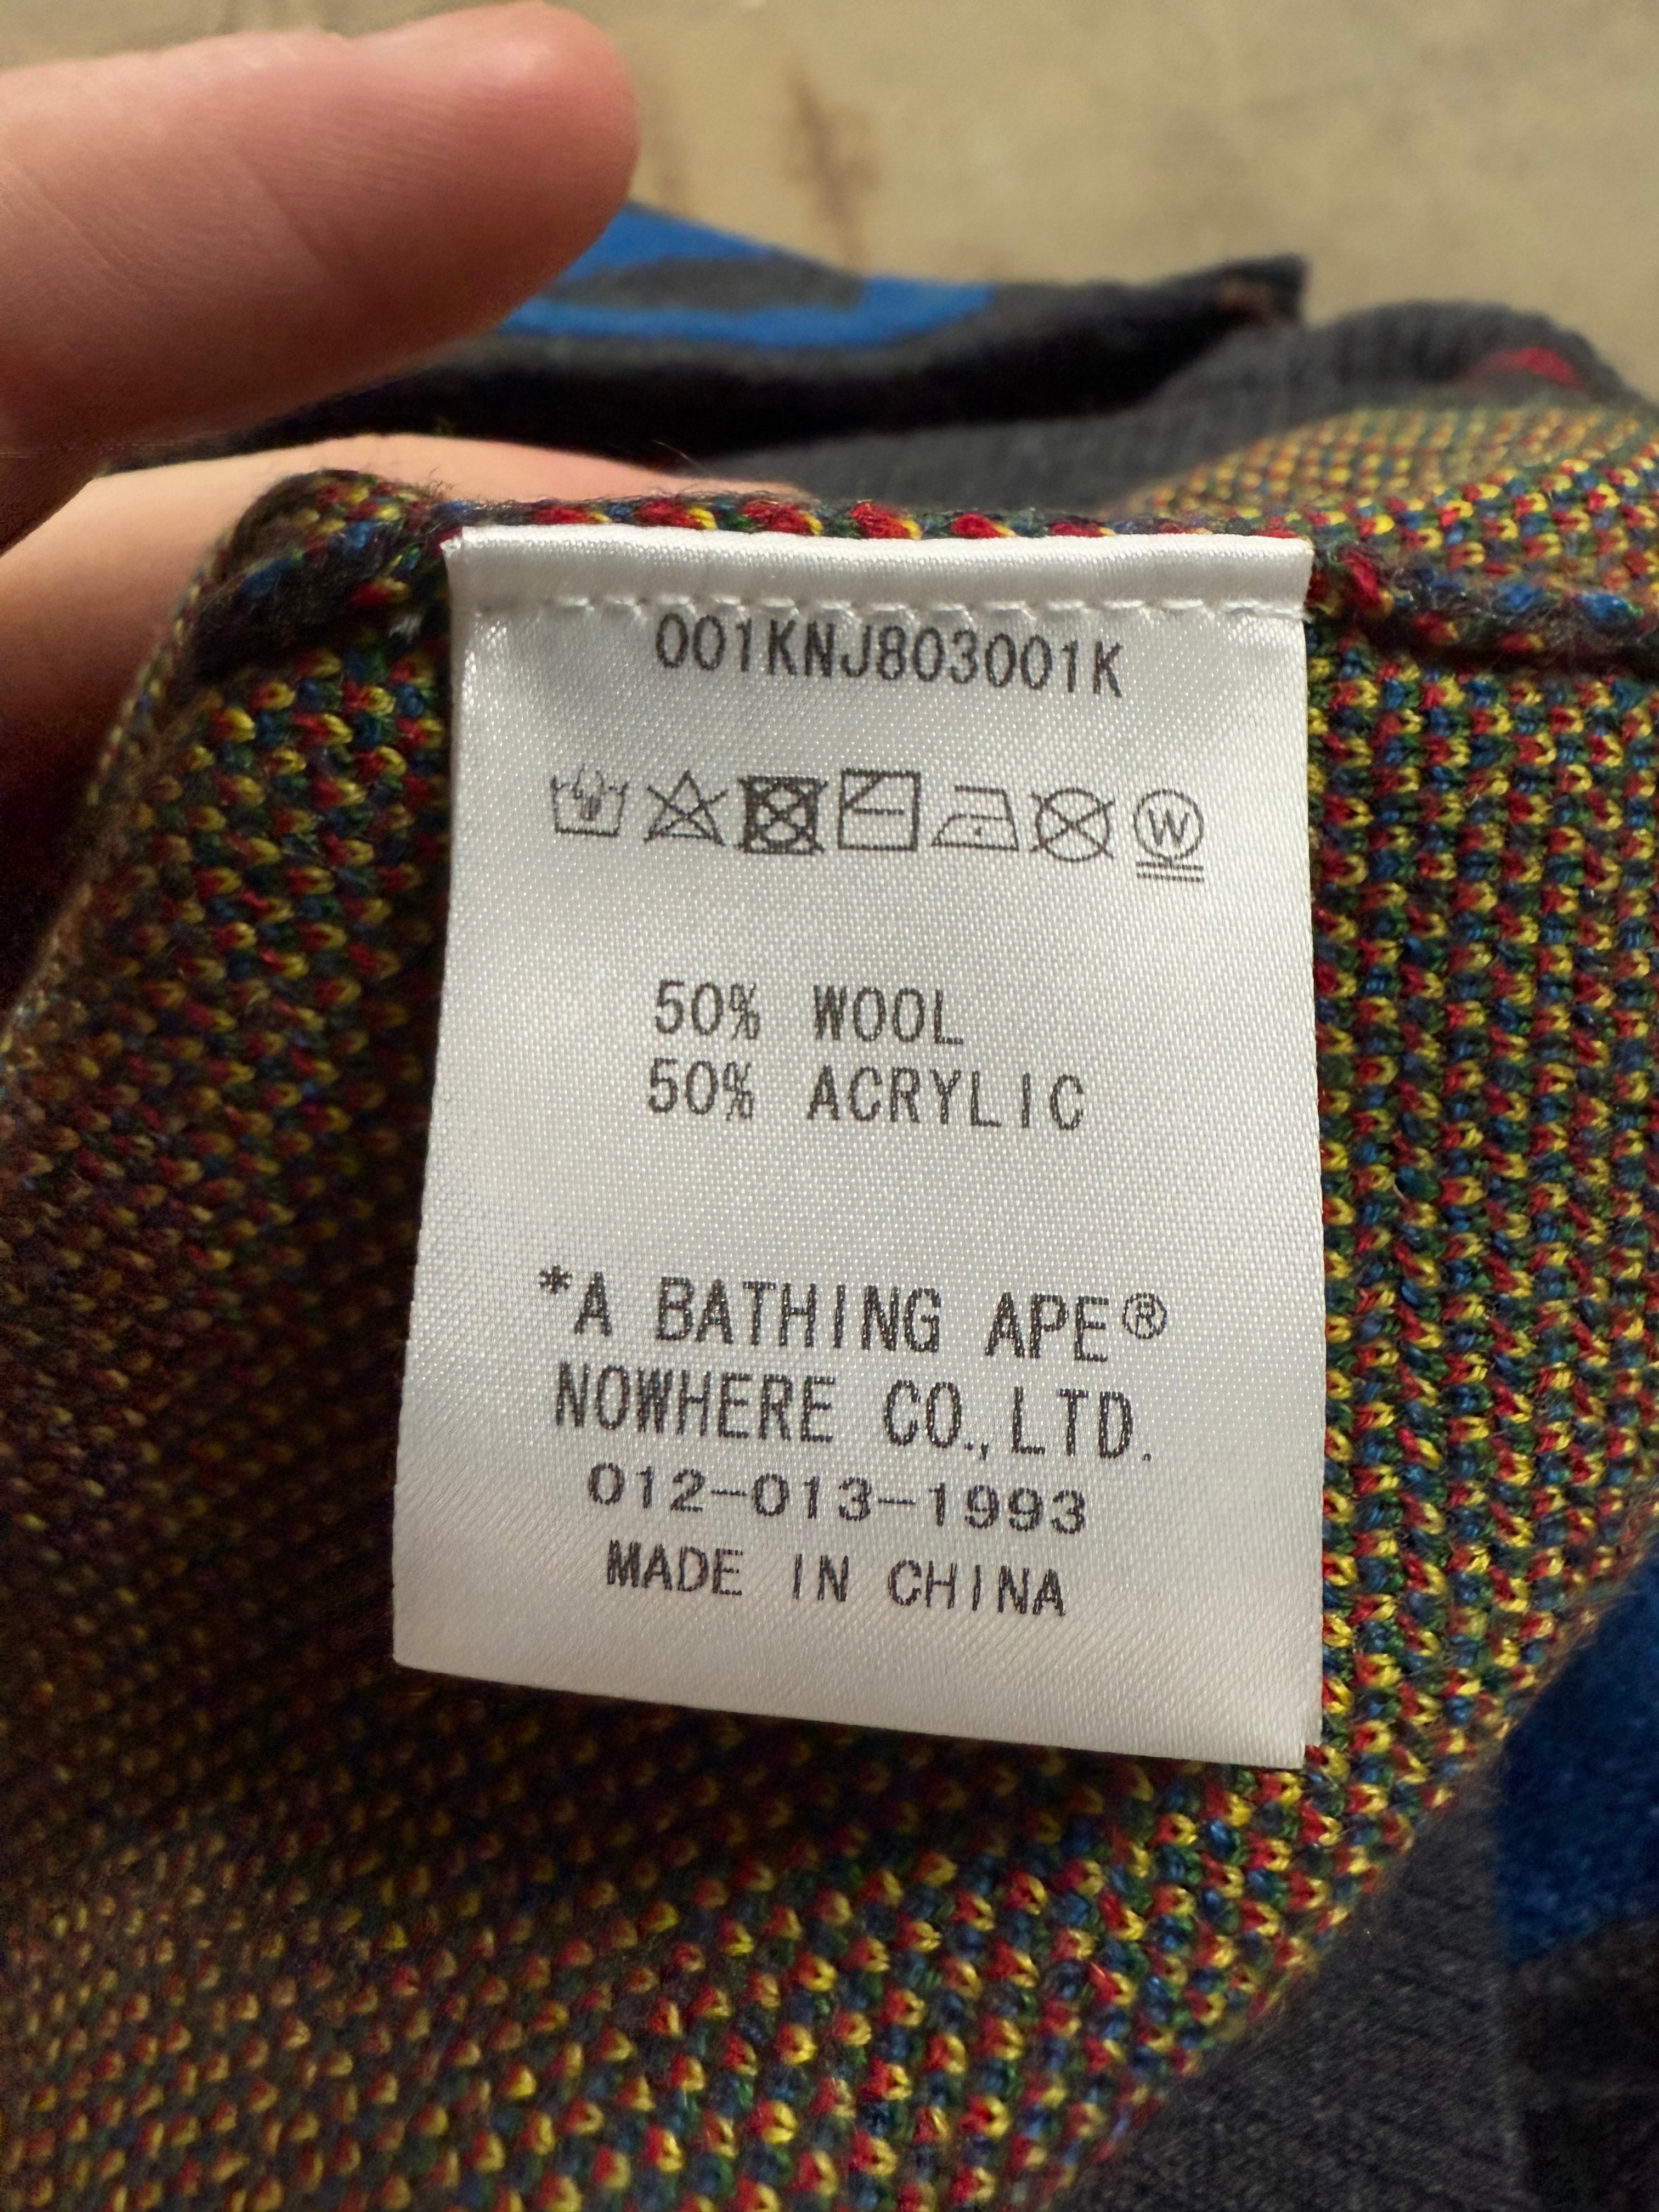 001KNJ803001K
W
50% WOOL
50% ACRYLIC
*A BATHING APE®
NOWHERE CO.,LTD.
012-013-1993
MADE IN CHINA